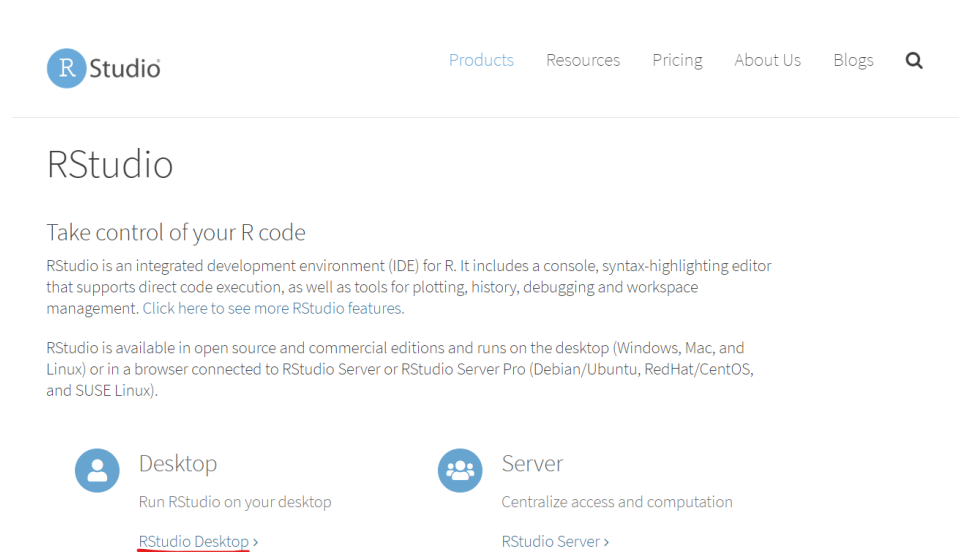 R Studio
Products Resources Pricing About Us Blogs
RStudio
Take control of your R code
RStudio is an integrated development environment (IDE) for R. It includes a console, syntax-highlighting editor
that supports direct code execution, as well as tools for plotting, history, debugging and workspace
management. Click here to see more RStudio features.
RStudio is available in open source and commercial editions and runs on the desktop (Windows, Mac, and
Linux) or in a browser connected to RStudio Server or RStudio Server Pro (Debian/Ubuntu, RedHat/CentOS,
and SUSE Linux).
Desktop
Run RStudio on your desktop
RStudio Desktop >
Server
Centralize access and computation
RStudio Server >